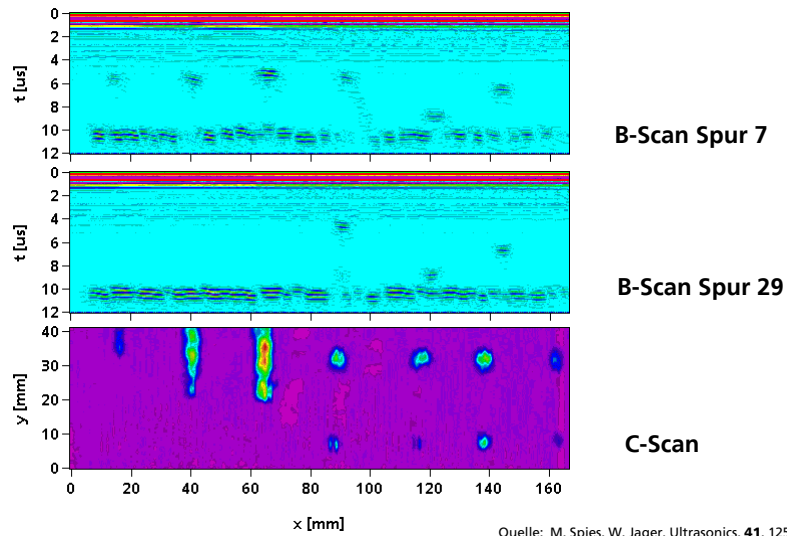 0
2
4
6
8
10
12
t [us]
B-Scan Spur 7
0
2
4
6
8
10
12
t [us]
B-Scan Spur 29
40
30
20
10
0
y [mm]
C-Scan
0 20 40 60 80 100 120 140 160
x [mm]
Quelle: M. Spies, W. Jager, Ultrasonics, 41, 125